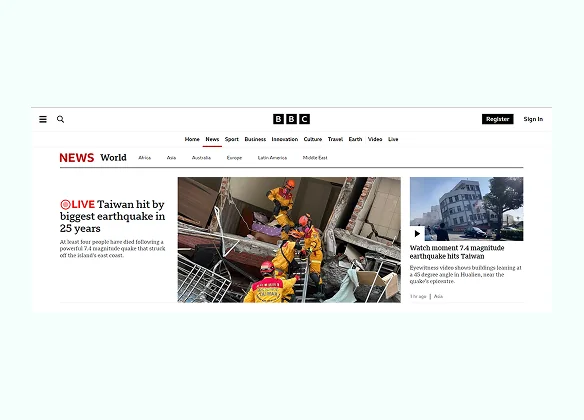 BBC
Register
Sign In
Home News Sport Business Innovation Culture Travel Earth Video Live
NEWS World Africa Asia Australia Europe Latin America Middle East
LIVE Taiwan hit by
biggest earthquake in
25 years
At least four people have died following a
powerful 7.4 magnitude quake that struck
off the island's east coast.
TAIWAN
Watch moment 7.4 magnitude
earthquake hits Taiwan
Eyewitness video shows buildings leaning at
a 45 degree angle in Hualien, near the
quake's epicentre.
1 hr ago | Asia